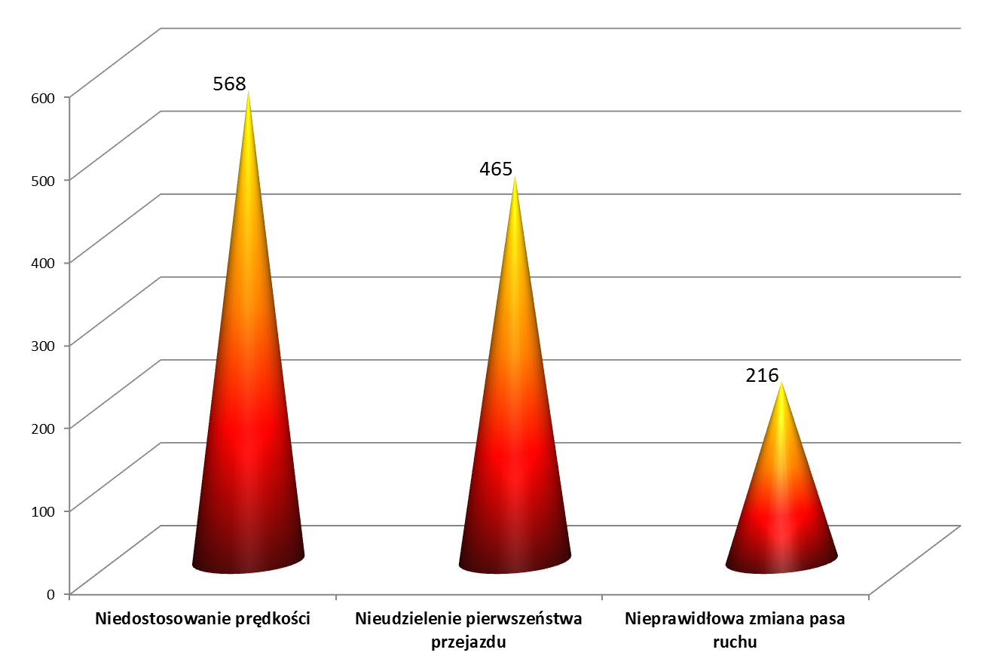 568
465
216
600
500
400
300
200
100
0
Niedostosowanie prędkości
Nieudzielenie pierwszeństwa
przejazdu
Nieprawidłowa zmiana pasa
ruchu